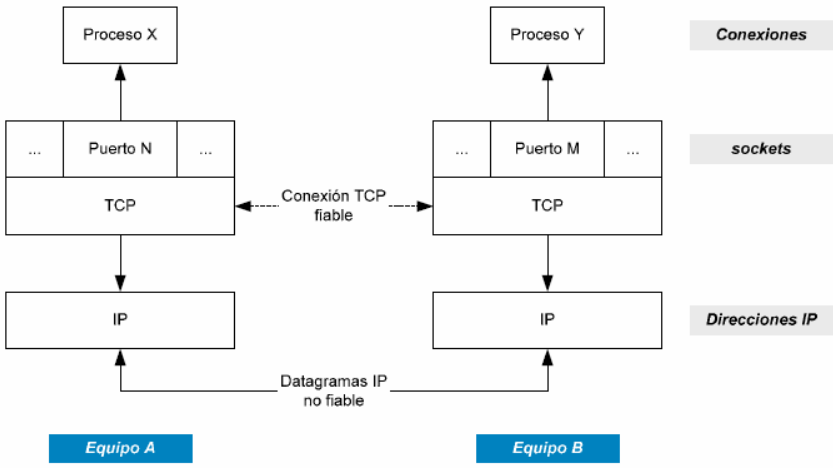 Proceso X
Proceso Y
Conexiones
...
Puerto N
...
...
Puerto M
...
sockets
TCP
Conexión TCP
fiable
TCP
IP
IP
Direcciones IP
Datagramas IP
no fiable
Equipo A
Equipo B